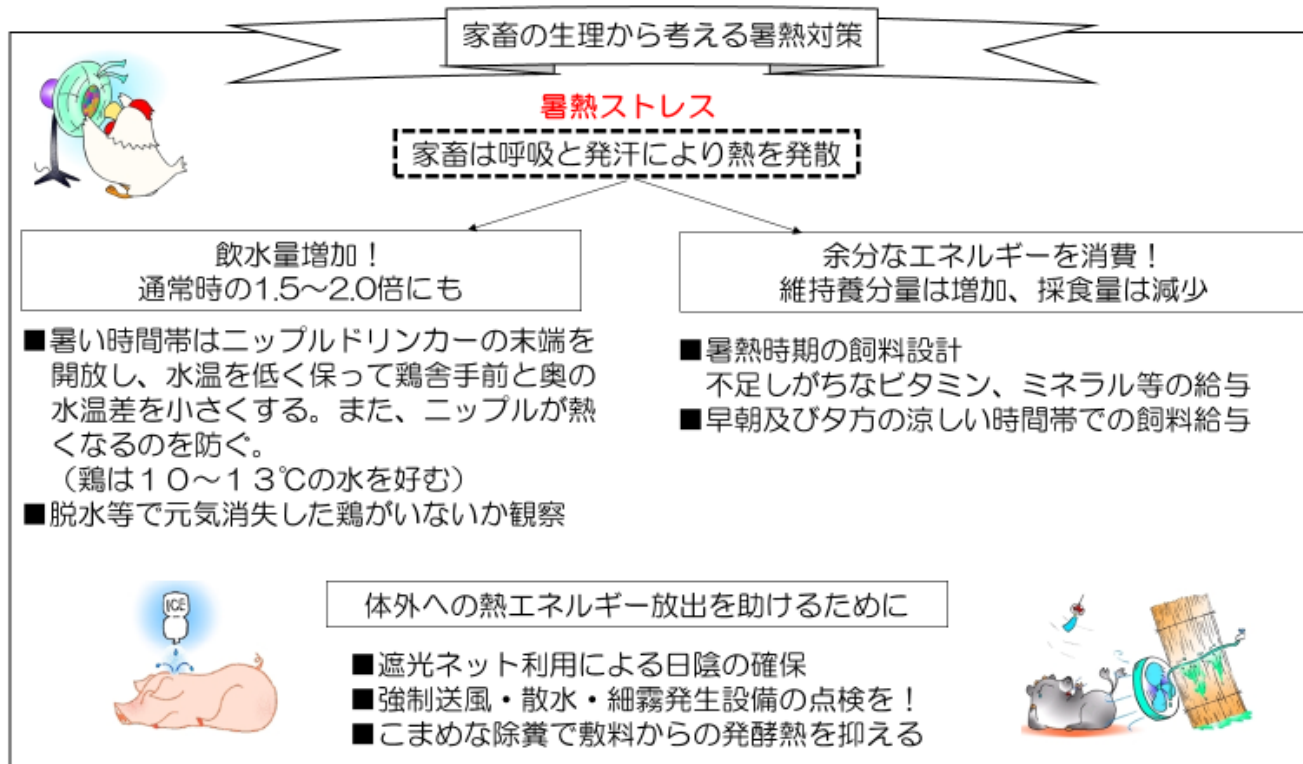 家畜の生理から考える暑熱対策
暑熱ストレス
家畜は呼吸と発汗により熱を発散
飲水量増加！
通常時の1.5～2.0倍にも
■暑い時間帯はニップルドリンカーの末端を
開放し、水温を低く保って鶏舎手前と奥の
水温差を小さくする。また、ニップルが熱
くなるのを防ぐ。
（鶏は１０～１３℃の水を好む）
■脱水等で元気消失した鶏がいないか観察
余分なエネルギーを消費！
維持養分量は増加、採食量は減少
■暑熱時期の飼料設計
不足しがちなビタミン、ミネラル等の給与
■早朝及び夕方の涼しい時間帯での飼料給与
ICE
体外への熱エネルギー放出を助けるために
■遮光ネット利用による日陰の確保
■強制送風・散水・細霧発生設備の点検を！
■こまめな除糞で敷料からの発酵熱を抑える